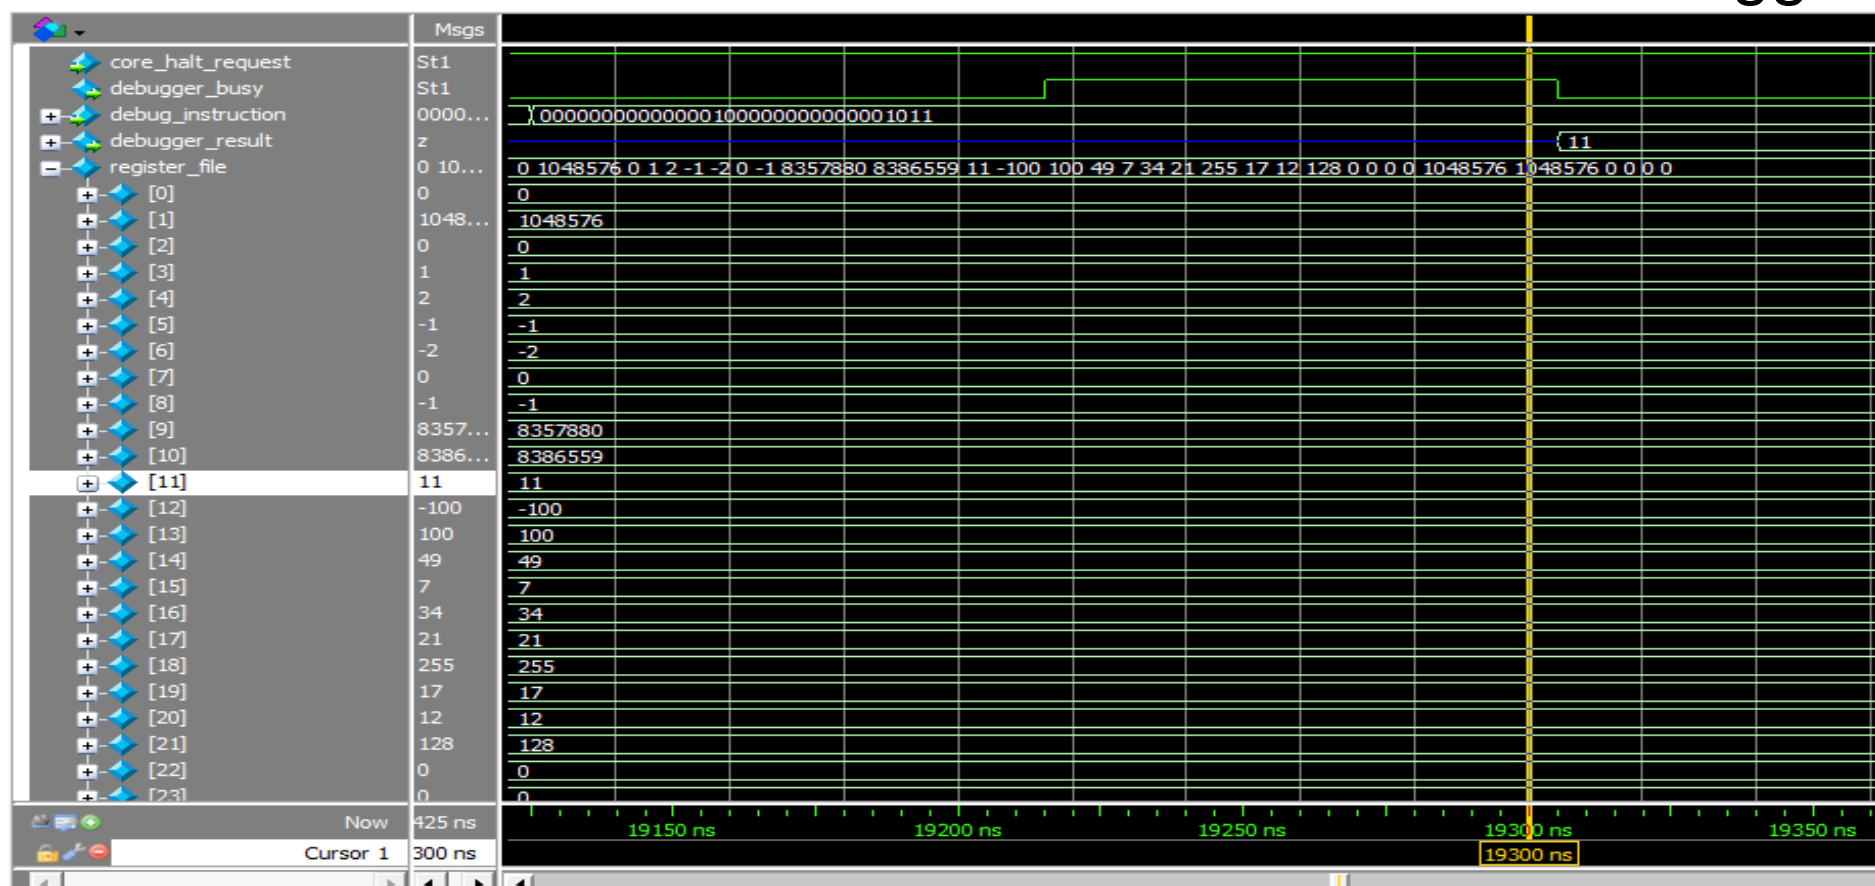 Msgs
core_halt_request St1
debugger_busy St1
debug_instruction 0000... 00000000000000100000000000001011
debugger_result z 11
register_file 0 10... 0 1048576 0 1 2 -1 -2 0 -1 8357880 8386559 11 -100 100 49 7 34 21 255 17 12 128 0 0 0 0 1048576 1048576 0 0 0 0
[0] 0 0
[1] 1048... 1048576
[2] 0 0
[3] 1 1
[4] 2 2
[5] -1 -1
[6] -2 -2
[7] 0 0
[8] -1 -1
[9] 8357... 8357880
[10] 8386... 8386559
[11] 11 11
[12] -100 -100
[13] 100 100
[14] 49 49
[15] 7 7
[16] 34 34
[17] 21 21
[18] 255 255
[19] 17 17
[20] 12 12
[21] 128 128
[22] 0 0
[23] 0 0
Now 425 ns 19150 ns 19200 ns 19250 ns 19300 ns 19350 ns
Cursor 1 300 ns 19300 ns